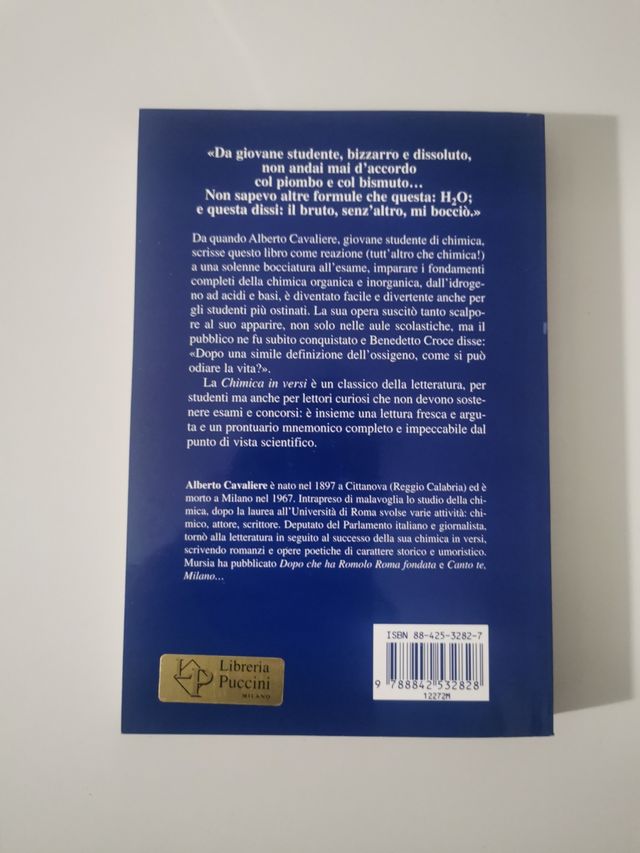 «Da giovane studente, bizzarro e dissoluto,
non andai mai d'accordo
col piombo e col bismuto...
Non sapevo altre formule che questa: H₂O;
e questa dissi: il bruto, senz'altro, mi bocciò.»
Da quando Alberto Cavaliere, giovane studente di chimica,
scrisse questo libro come reazione (tutt'altro che chimica!)
a una solenne bocciatura all'esame, imparare i fondamenti
completi della chimica organica e inorganica, dall'idroge-
no ad acidi e basi, è diventato facile e divertente anche per
gli studenti più ostinati. La sua opera suscitò tanto scalpo-
re al suo apparire, non solo nelle aule scolastiche, ma il
pubblico ne fu subito conquistato e Benedetto Croce disse:
«Dopo una simile definizione dell'ossigeno, come si può
odiare la vita?».
La Chimica in versi è un classico della letteratura, per
studenti ma anche per lettori curiosi che non devono soste-
nere esami e concorsi: è insieme una lettura fresca e argu-
ta e un prontuario mnemonico completo e impeccabile dal
punto di vista scientifico.
Alberto Cavaliere è nato nel 1897 a Cittanova (Reggio Calabria) ed è
morto a Milano nel 1967. Intrapreso di malavoglia lo studio della chi-
mica, dopo la laurea all'Università di Roma svolse varie attività: chi-
mico, attore, scrittore. Deputato del Parlamento italiano e giornalista,
tornò alla letteratura in seguito al successo della sua chimica in versi,
scrivendo romanzi e opere poetiche di carattere storico e umoristico.
Mursia ha pubblicato Dopo che ha Romolo Roma fondata e Canto te,
Milano...
ISBN 88-425-3282-7
9 788842 532828
12272M
LP
Libreria
Puccini
MILANO